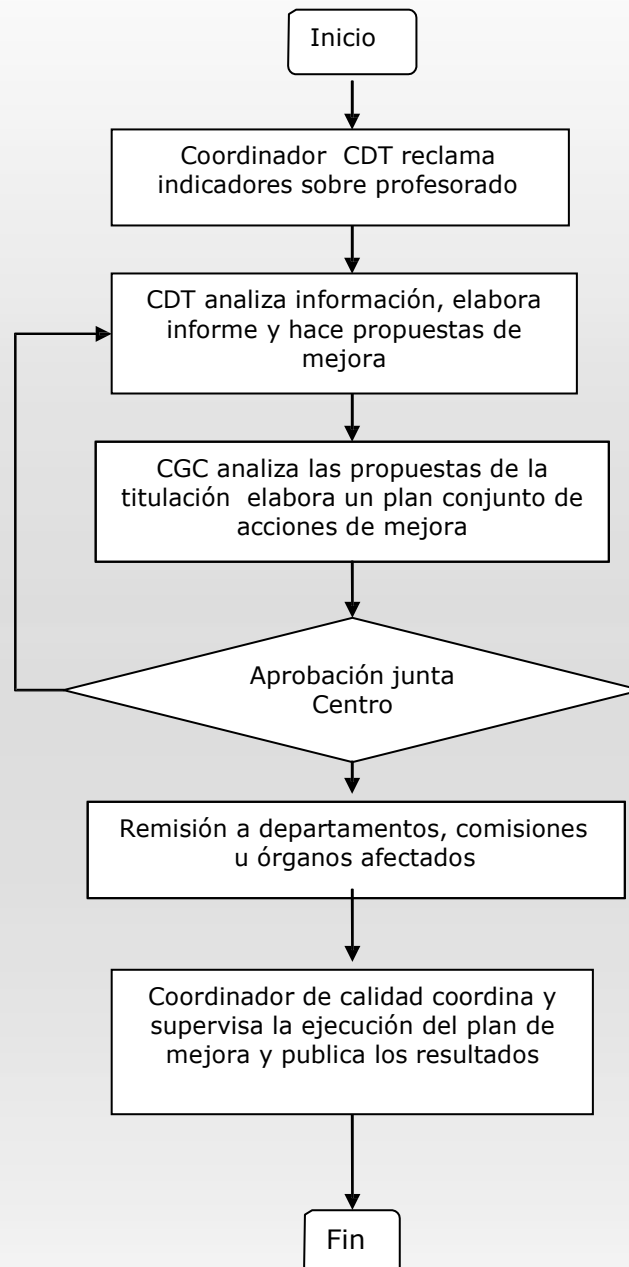 Inicio
Coordinador CDT reclama
indicadores sobre profesorado
CDT analiza información, elabora
informe y hace propuestas de
mejora
CGC analiza las propuestas de la
titulación elabora un plan conjunto de
acciones de mejora
Aprobación junta
Centro
Remisión a departamentos, comisiones
u órganos afectados
Coordinador de calidad coordina y
supervisa la ejecución del plan de
mejora y publica los resultados
Fin